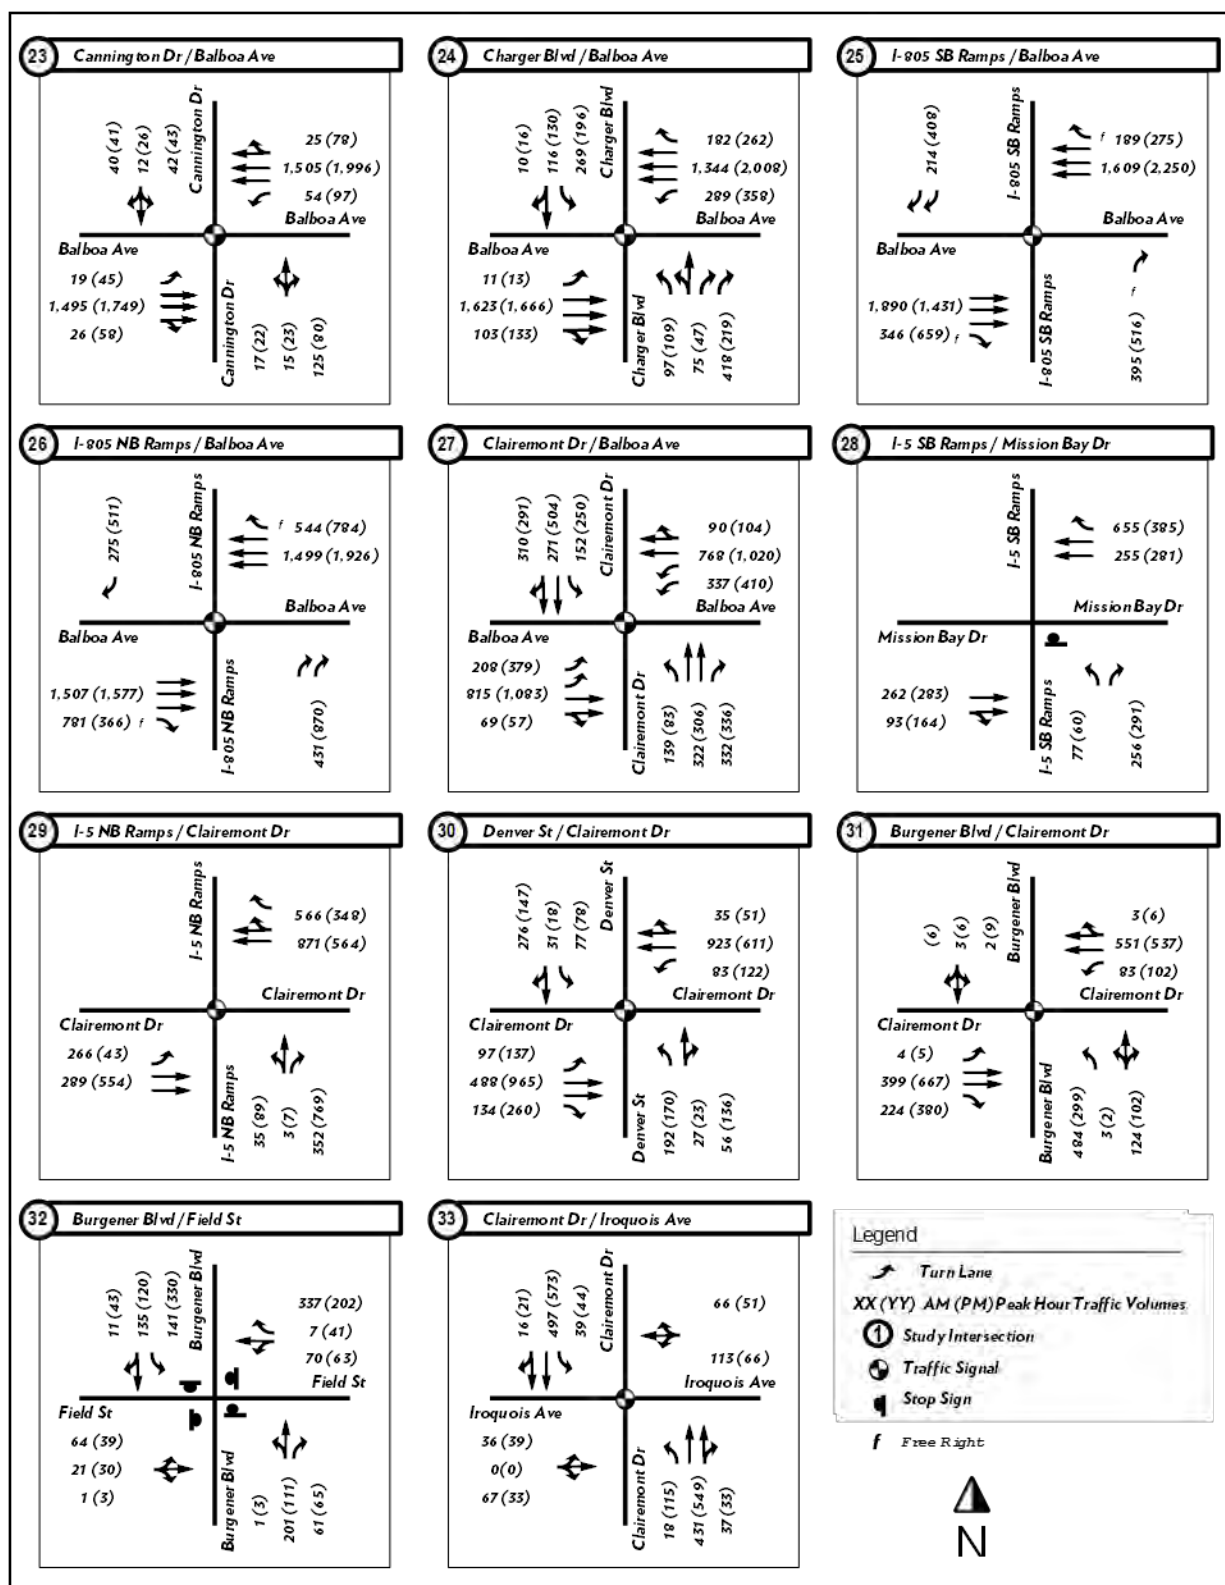 23 Cannington Dr / Balboa Ave
40 (41)
12 (26)
42 (43)
Cannington Dr
25 (78)
1,505 (1,996)
54 (97)
Balboa Ave
Balboa Ave
19 (45)
1,495 (1,749)
26 (58)
Cannington Dr
17 (22)
15 (23)
125 (80)
24 Charger Blvd / Balboa Ave
10 (16)
116 (130)
269 (196)
Charger Blvd
182 (262)
1,344 (2,008)
289 (358)
Balboa Ave
Balboa Ave
11 (13)
1,623 (1,666)
103 (133)
Charger Blvd
97 (109)
75 (47)
418 (219)
25 I-805 SB Ramps / Balboa Ave
214 (408)
I-805 SB Ramps
f 189 (275)
1,609 (2,250)
Balboa Ave
Balboa Ave
1,890 (1,431)
346 (659) f
I-805 SB Ramps
f
395 (516)
26 I-805 NB Ramps / Balboa Ave
275 (511)
I-805 NB Ramps
f 544 (784)
1,499 (1,926)
Balboa Ave
Balboa Ave
1,507 (1,577)
781 (366) f
I-805 NB Ramps
431 (870)
27 Clairemont Dr / Balboa Ave
310 (291)
271 (504)
152 (250)
Clairemont Dr
90 (104)
768 (1,020)
337 (410)
Balboa Ave
Balboa Ave
208 (379)
815 (1,083)
69 (57)
Clairemont Dr
139 (83)
322 (306)
332 (336)
28 I-5 SB Ramps / Mission Bay Dr
I-5 SB Ramps
655 (385)
255 (281)
Mission Bay Dr
Mission Bay Dr
262 (283)
93 (164)
I-5 SB Ramps
77 (60)
256 (291)
29 I-5 NB Ramps / Clairemont Dr
I-5 NB Ramps
566 (348)
871 (564)
Clairemont Dr
Clairemont Dr
266 (43)
289 (554)
I-5 NB Ramps
35 (89)
3 (7)
352 (769)
30 Denver St / Clairemont Dr
276 (147)
31 (18)
77 (78)
Denver St
35 (51)
923 (611)
83 (122)
Clairemont Dr
Clairemont Dr
97 (137)
488 (965)
134 (260)
Denver St
192 (170)
27 (23)
56 (136)
31 Burgener Blvd / Clairemont Dr
(6)
3 (6)
2 (9)
Burgener Blvd
3 (6)
551 (537)
83 (102)
Clairemont Dr
Clairemont Dr
4 (5)
399 (667)
224 (380)
Burgener Blvd
484 (299)
3 (2)
124 (102)
32 Burgener Blvd / Field St
11 (43)
135 (120)
141 (330)
Burgener Blvd
337 (202)
7 (41)
70 (63)
Field St
Field St
64 (39)
21 (30)
1 (3)
Burgener Blvd
1 (3)
201 (111)
61 (65)
33 Clairemont Dr / Iroquois Ave
16 (21)
497 (573)
39 (44)
Clairemont Dr
66 (51)
113 (66)
Iroquois Ave
Iroquois Ave
36 (39)
0(0)
67 (33)
Clairemont Dr
18 (115)
431 (549)
37 (33)
Legend
Turn Lane
XX (YY) AM (PM) Peak Hour Traffic Volumes
1 Study Intersection
Traffic Signal
Stop Sign
f Free Right
N